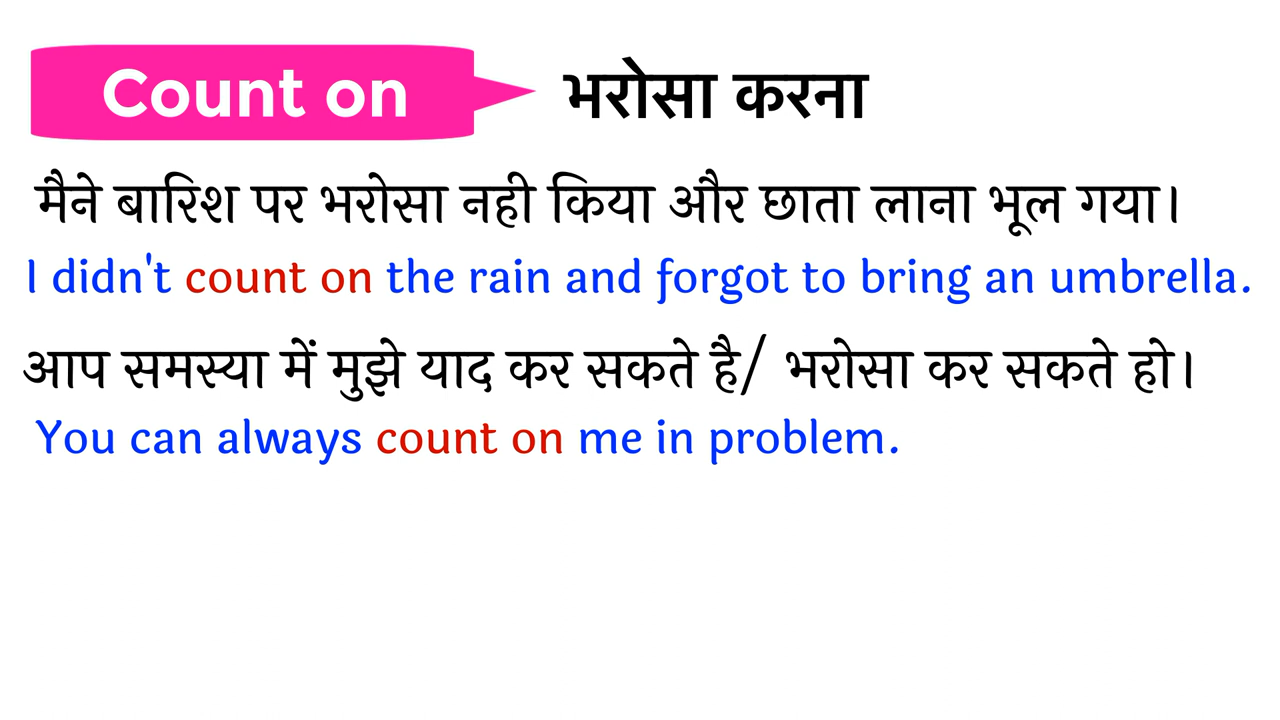 Count on
भरोसा करना
मैने बारिश पर भरोसा नही किया और छाता लाना भूल गया।
I didn't count on the rain and forgot to bring an umbrella.
आप समस्या में मुझे याद कर सकते है/ भरोसा कर सकते हो।
You can always count on me in problem.